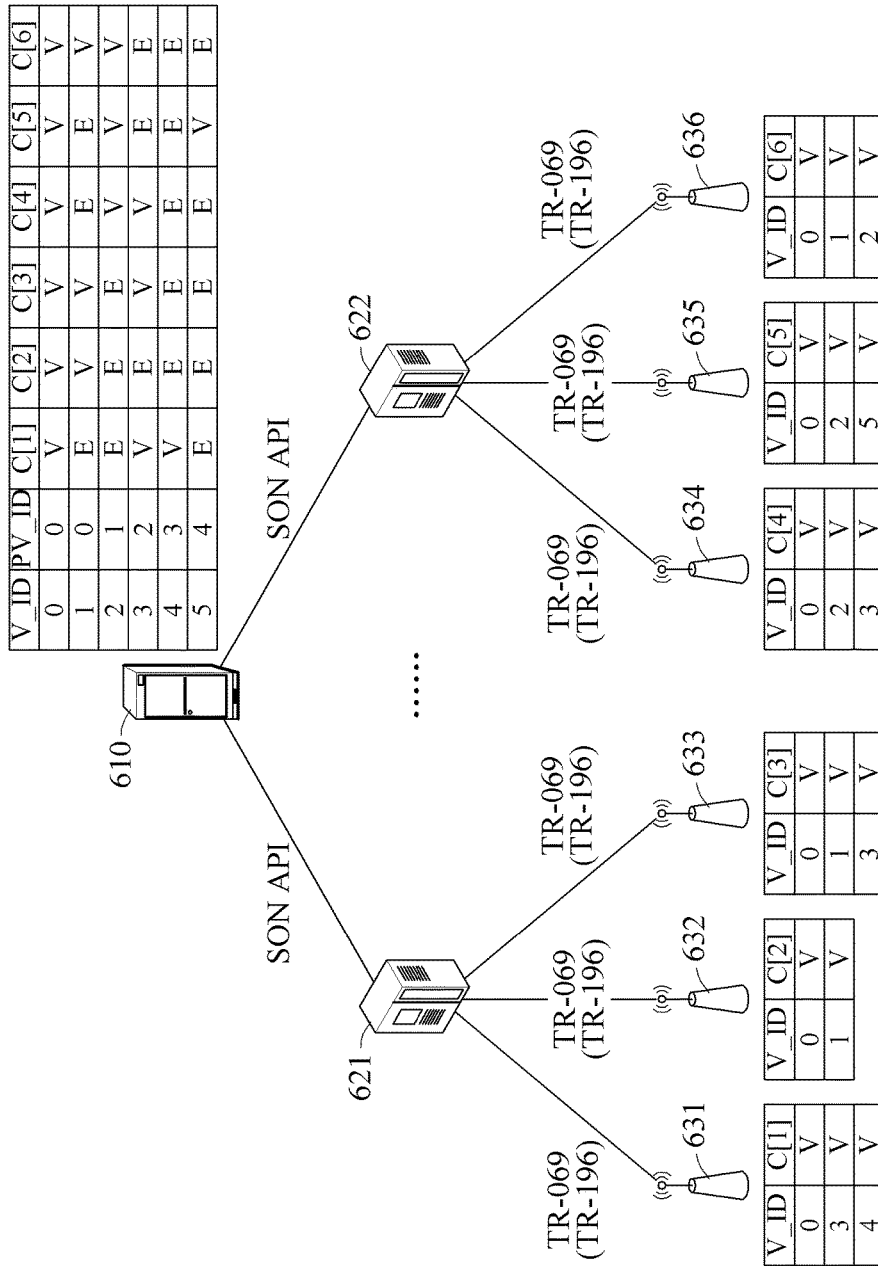 V_ID PV_ID C[1] C[2] C[3] C[4] C[5] C[6]
0 0 V V V V V V
1 0 E V V E E V
2 1 E E E V V V
3 2 V E V V E E
4 3 V E E E E E
5 4 E E E E V E
610
SON API
SON API
621
622
......
TR-069
(TR-196)
TR-069
(TR-196)
TR-069
(TR-196)
TR-069
(TR-196)
TR-069
(TR-196)
TR-069
(TR-196)
631
632
633
634
635
636
V_ID C[1]
0 V
3 V
4 V
V_ID C[2]
0 V
1 V
V_ID C[3]
0 V
1 V
3 V
V_ID C[4]
0 V
2 V
3 V
V_ID C[5]
0 V
2 V
5 V
V_ID C[6]
0 V
1 V
2 V